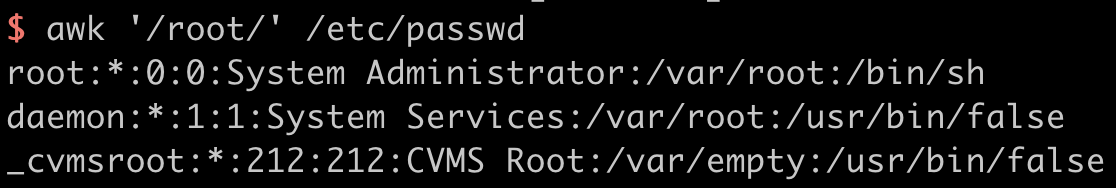 $ awk '/root/' /etc/passwd
root:*:0:0:System Administrator:/var/root:/bin/sh
daemon:*:1:1:System Services:/var/root:/usr/bin/false
_cvmsroot:*:212:212:CVMS Root:/var/empty:/usr/bin/false